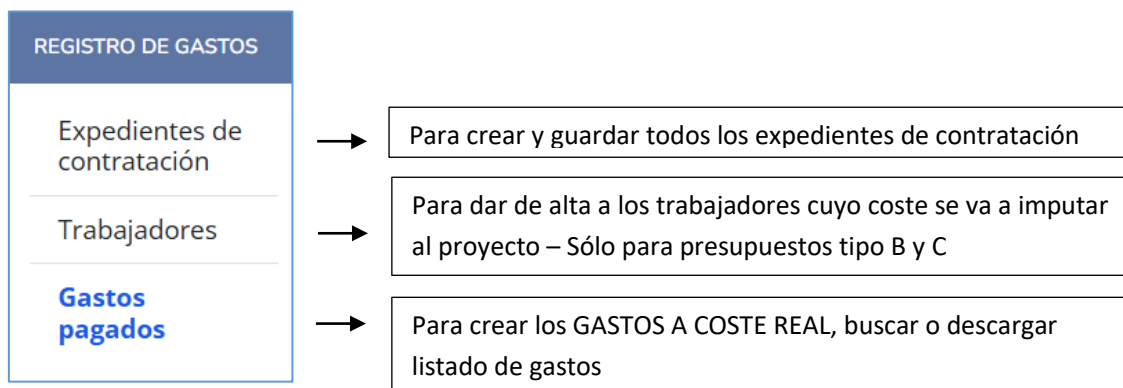 REGISTRO DE GASTOS
Expedientes de
contratación
Para crear y guardar todos los expedientes de contratación
Trabajadores
Para dar de alta a los trabajadores cuyo coste se va a imputar
al proyecto – Sólo para presupuestos tipo B y C
Gastos
pagados
Para crear los GASTOS A COSTE REAL, buscar o descargar
listado de gastos